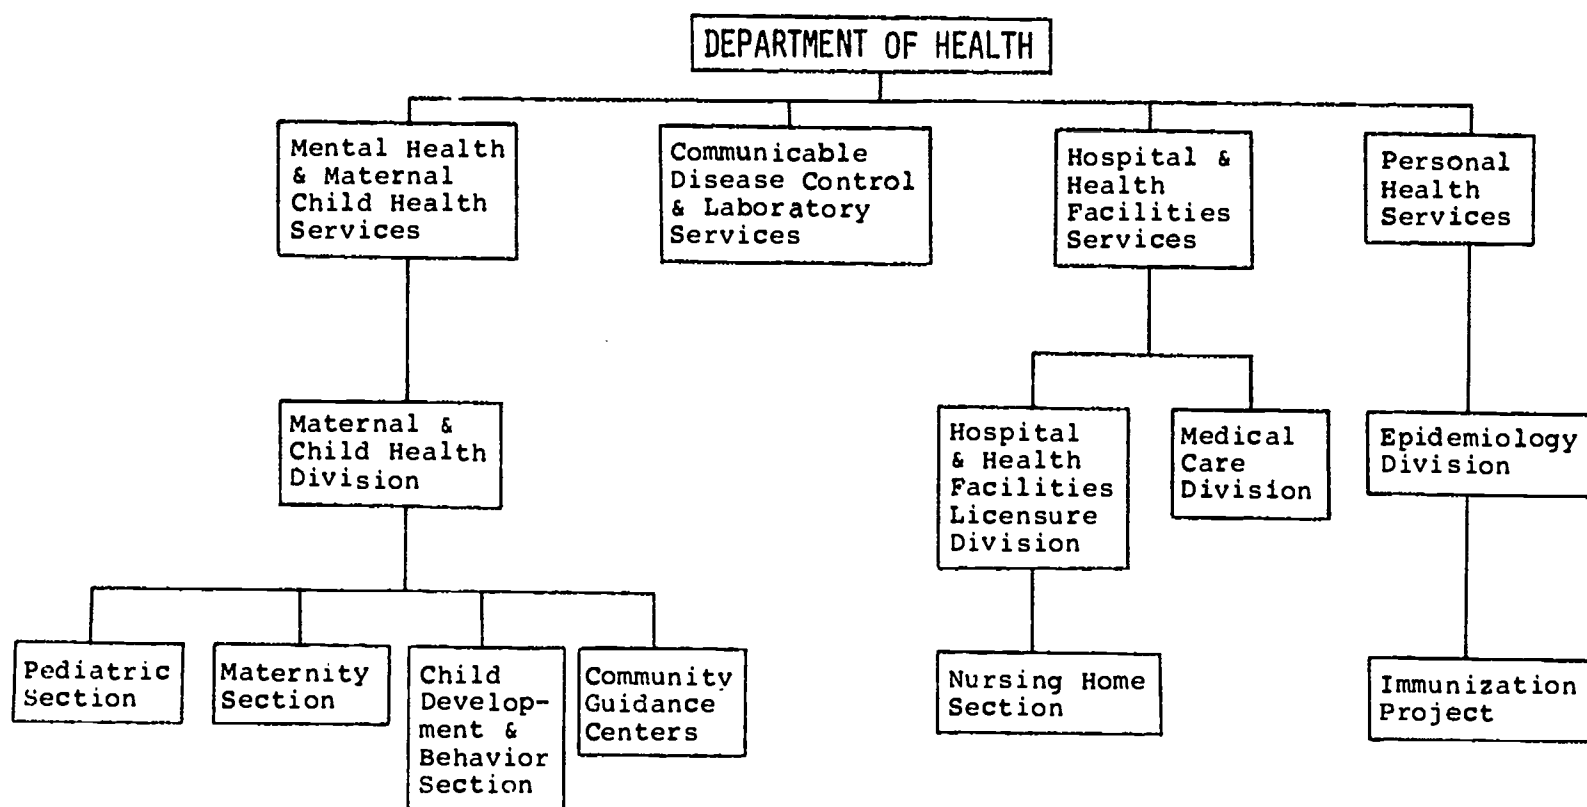 DEPARTMENT OF HEALTH
Mental Health
& Maternal
Child Health
Services
Communicable
Disease Control
& Laboratory
Services
Hospital &
Health
Facilities
Services
Personal
Health
Services
Maternal &
Child Health
Division
Hospital
& Health
Facilities
Licensure
Division
Medical
Care
Division
Epidemiology
Division
Pediatric
Section
Maternity
Section
Child
Develop-
ment &
Behavior
Section
Community
Guidance
Centers
Nursing Home
Section
Immunization
Project